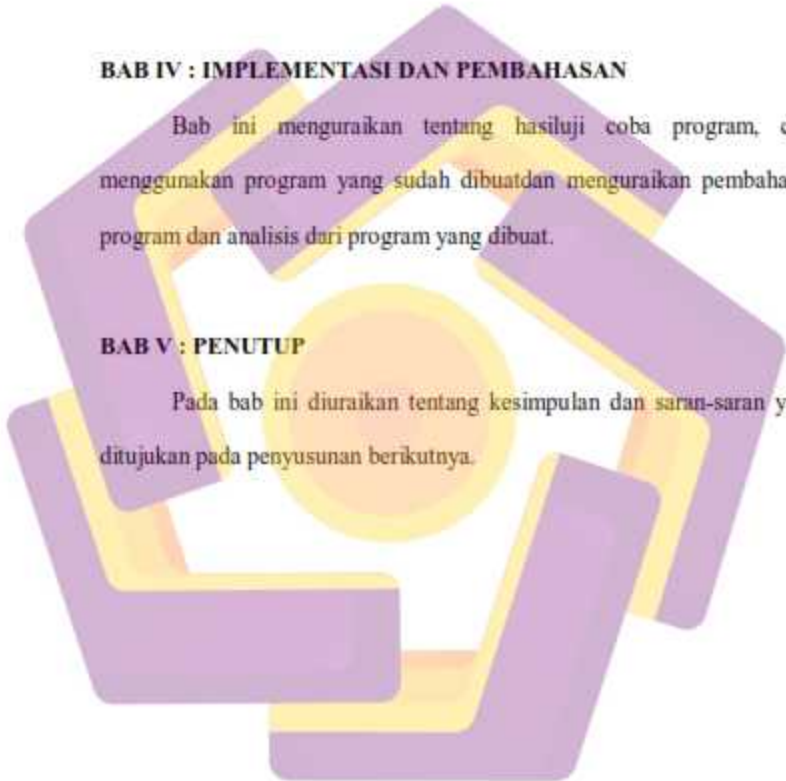 BAB IV : IMPLEMENTASI DAN PEMBAHASAN
Bab ini menguraikan tentang hasiluji coba program,
menggunakan program yang sudah dibuatdan menguraikan
program dan analisis dari program yang dibuat.
BAB V : PENUTUP
Pada bab ini diuraikan tentang kesimpulan dan saran-saran
ditujukan pada penyusunan berikutnya.